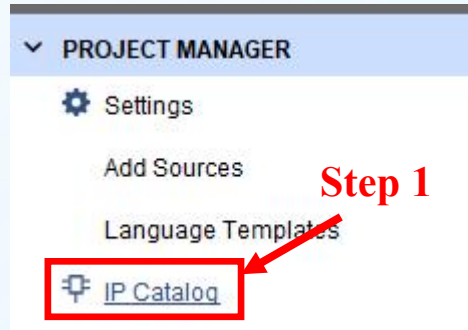 PROJECT MANAGER
Settings
Add Sources
Step 1
Language Templates
IP Catalog